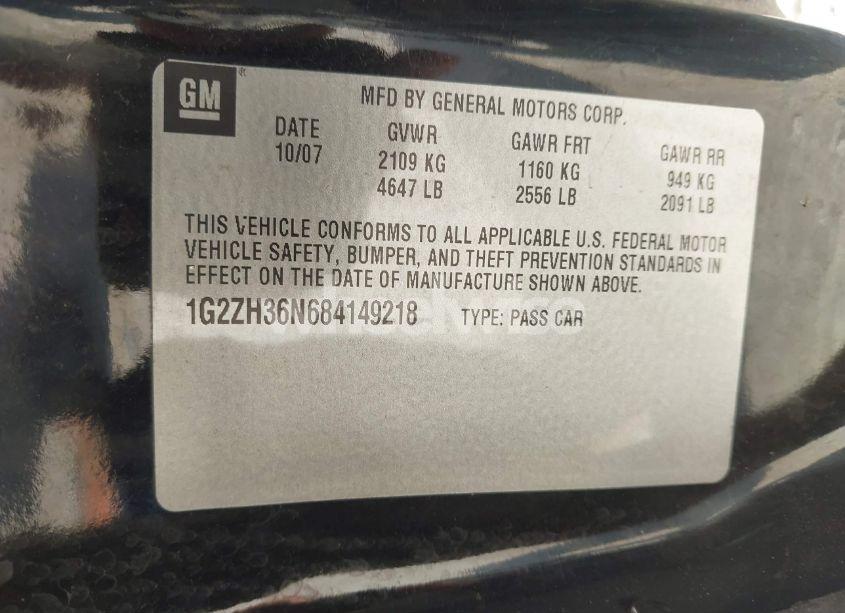 GM ®
MFD BY GENERAL MOTORS CORP.
DATE GVWR GAWR FRT GAWR RR
10/07 2109 KG 1160 KG 949 KG
4647 LB 2556 LB 2091 LB
THIS VEHICLE CONFORMS TO ALL APPLICABLE U.S. FEDERAL MOTOR
VEHICLE SAFETY, BUMPER, AND THEFT PREVENTION STANDARDS IN
EFFECT ON THE DATE OF MANUFACTURE SHOWN ABOVE.
1G2ZH36N684149218 TYPE: PASS CAR